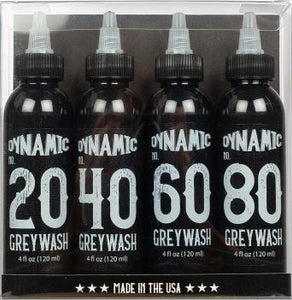 DYNAMIC
no.
20
GREYWASH
4 fl oz (120 ml)
DYNAMIC
no.
40
GREYWASH
4 fl oz (120 ml)
DYNAMIC
no.
60
GREYWASH
4 fl oz (120 ml)
DYNAMIC
no.
80
GREYWASH
4 fl oz (120 ml)
★ ★ ★ MADE IN THE USA ★ ★ ★